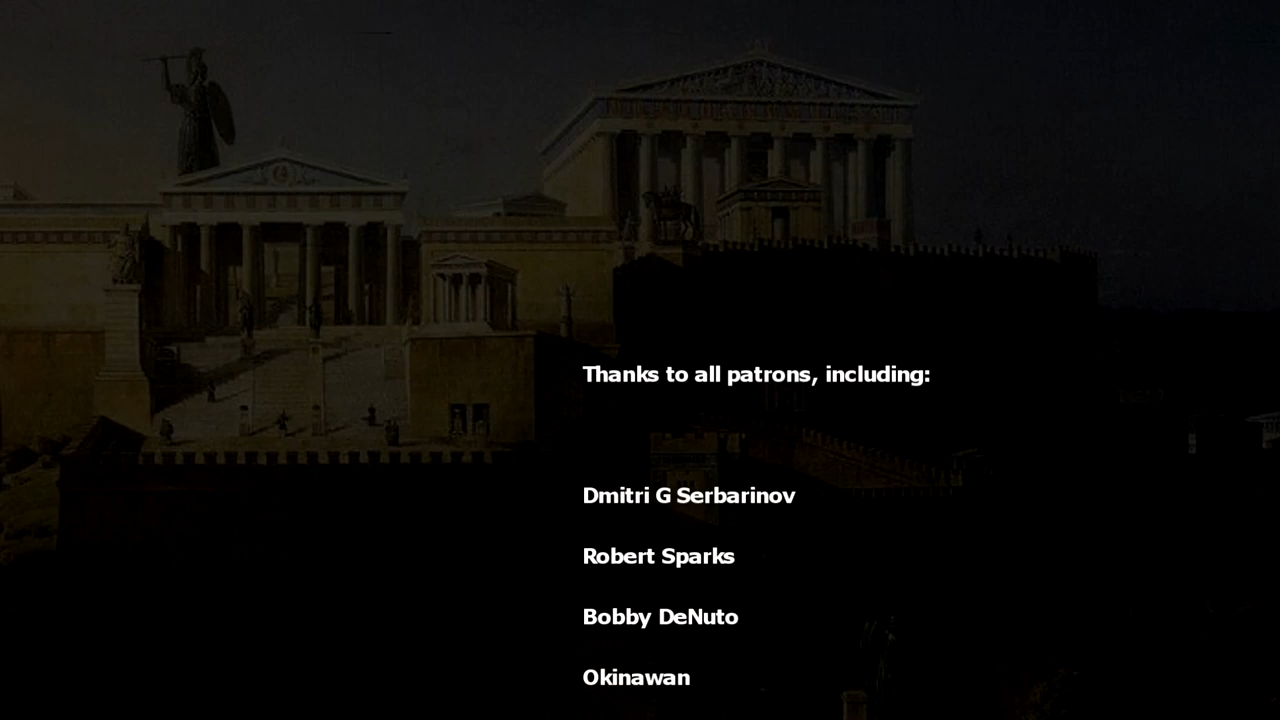 Thanks to all patrons, including:
Dmitri G Serbarinov
Robert Sparks
Bobby DeNuto
Okinawan